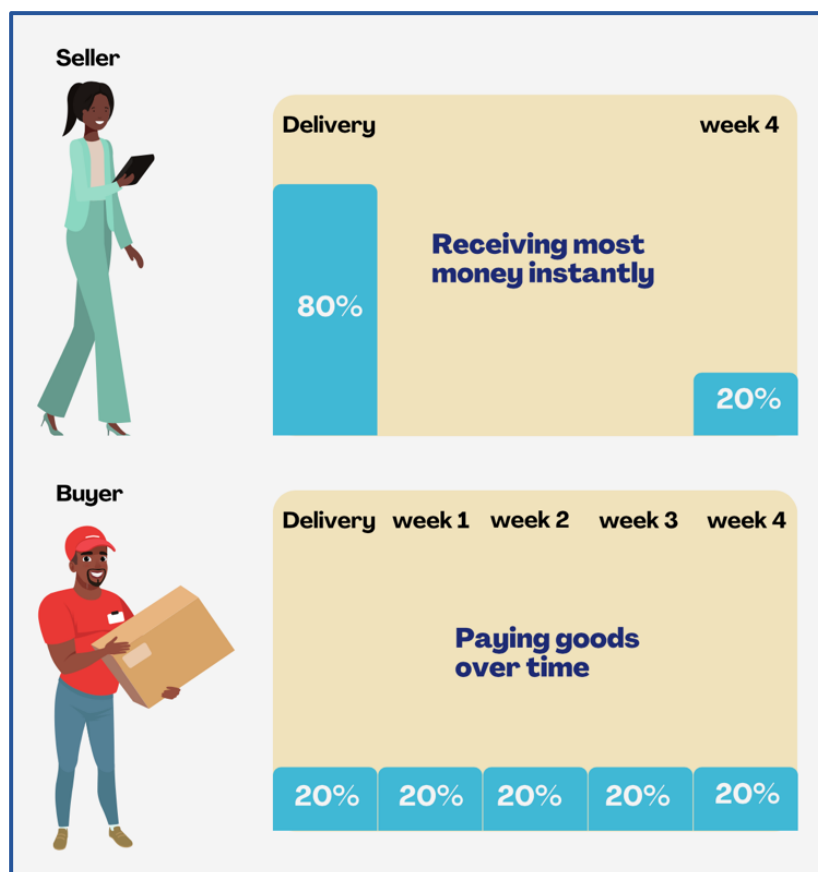 Seller
Delivery week 4
Receiving most
money instantly
80%
20%
Buyer
Delivery week 1 week 2 week 3 week 4
Paying goods
over time
20% 20% 20% 20% 20%